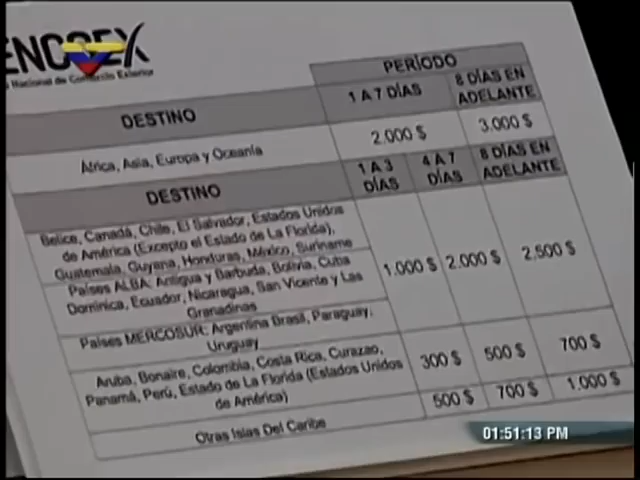 ENCOEX
Nacional de Comercio Exterior
PERÍODO
DESTINO
1 A 7 DÍAS
8 DÍAS EN
ADELANTE
África, Asia, Europa y Oceanía
2.000 $
3.000 $
DESTINO
1 A 3
DÍAS
4 A 7
DÍAS
8 DÍAS EN
ADELANTE
Belice, Canadá, Chile, El Salvador, Estados Unidos
de América (Excepto el Estado de La Florida),
Guatemala, Guyana, Honduras, México, Suriname
Países ALBA: Antigua y Barbuda, Bolivia, Cuba
Dominica, Ecuador, Nicaragua, San Vicente y Las
Granadinas
Países MERCOSUR: Argentina Brasil, Paraguay,
Uruguay
1.000 $
2.000 $
2.500 $
Aruba, Bonaire, Colombia, Costa Rica, Curazao,
Panamá, Perú, Estado de La Florida (Estados Unidos
de América)
300 $
500 $
700 $
Otras Islas Del Caribe
500 $
700 $
1.000 $
01:51:13 PM